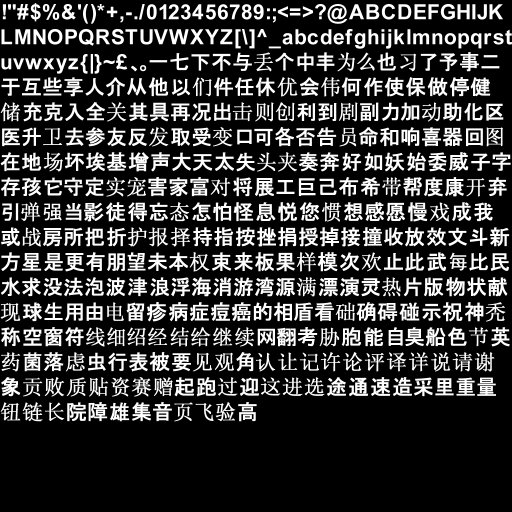 !"#$%&'()*+,-./0123456789:;<=>?@ABCDEFGHIJK
LMNOPQRSTUVWXYZ[\]^_abcdefghijklmnopqrst
uvwxyz{|}~£、。一七下不与丢个中丰为么也习了予事二
于互些享人介从他以们件任休优会伟何作使保做停健
储充克入全关其具再况出击则创利到剧副力加动助化区
医升卫去参友反发取受变口可各否告员命和响喜器回图
在地场坏埃基增声大天太失头夹奏奔好如妖始委威子字
存孩它守定实宠害家富对将展工巨己布希带帮度康开弃
引弹强当影徒得忘态怎怕怪息悦您惯想感愿慢戏成我
或战房所把折护报择持指按挫捐授掉接撞收放效文斗新
方星是更有朋望未本权束来板果样模次欢止此武每比民
水求没法泡波津浪浮海消游湾源满漂演灵热片版物状献
现球生用由电留疹病症痘癌的相盾看础确碍碰示祝神秃
称空窗符线细绍经结给继续网翻考胁胞能自臭船色节英
药菌落虑虫行表被要见观角认让记许论评译详说请谢
象贡败质贴资赛赠起跑过迎这进选途通速造采里重量
钮链长院障雄集音页飞验高